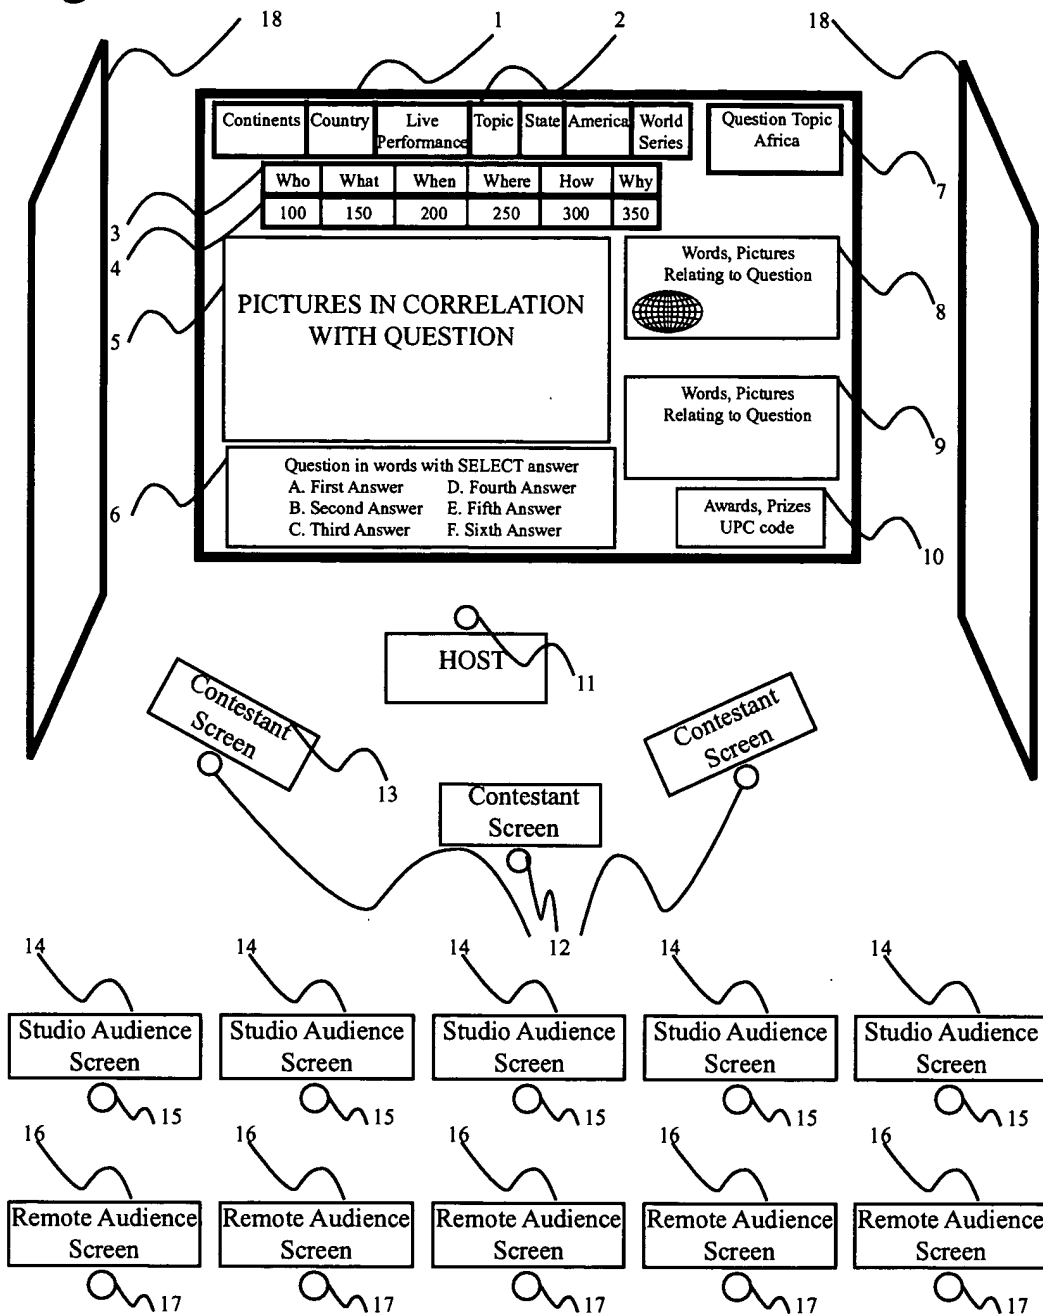 18
1
2
18
Continents Country Live Performance Topic State America World Series
Question Topic
Africa
7
Who What When Where How Why
3
100 150 200 250 300 350
4
PICTURES IN CORRELATION
WITH QUESTION
5
Words, Pictures
Relating to Question
8
Words, Pictures
Relating to Question
9
Question in words with SELECT answer
A. First Answer D. Fourth Answer
B. Second Answer E. Fifth Answer
C. Third Answer F. Sixth Answer
6
Awards, Prizes
UPC code
10
HOST
11
Contestant
Screen
13
Contestant
Screen
Contestant
Screen
12
14 14 14 14 14
Studio Audience Screen
Studio Audience Screen
Studio Audience Screen
Studio Audience Screen
Studio Audience Screen
15 15 15 15 15
16 16 16 16 16
Remote Audience Screen
Remote Audience Screen
Remote Audience Screen
Remote Audience Screen
Remote Audience Screen
17 17 17 17 17